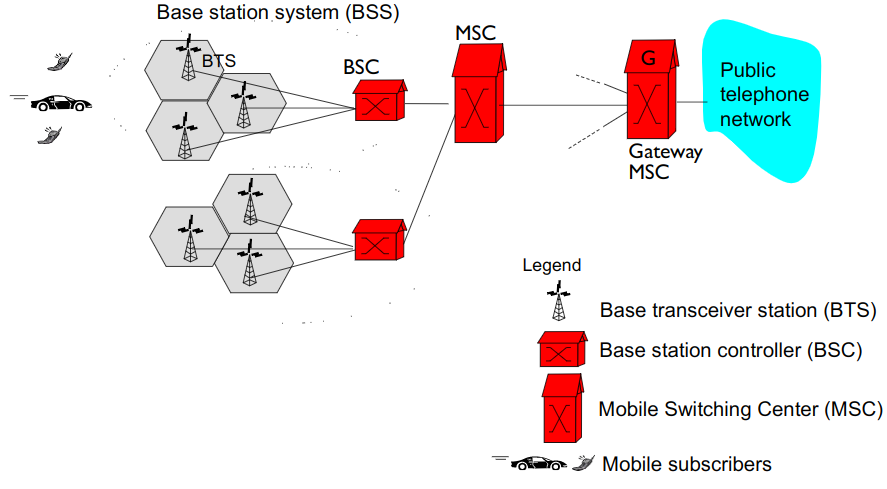 Base station system (BSS)
BTS
BSC
MSC
G
Gateway
MSC
Public
telephone
network
Legend
Base transceiver station (BTS)
Base station controller (BSC)
Mobile Switching Center (MSC)
Mobile subscribers